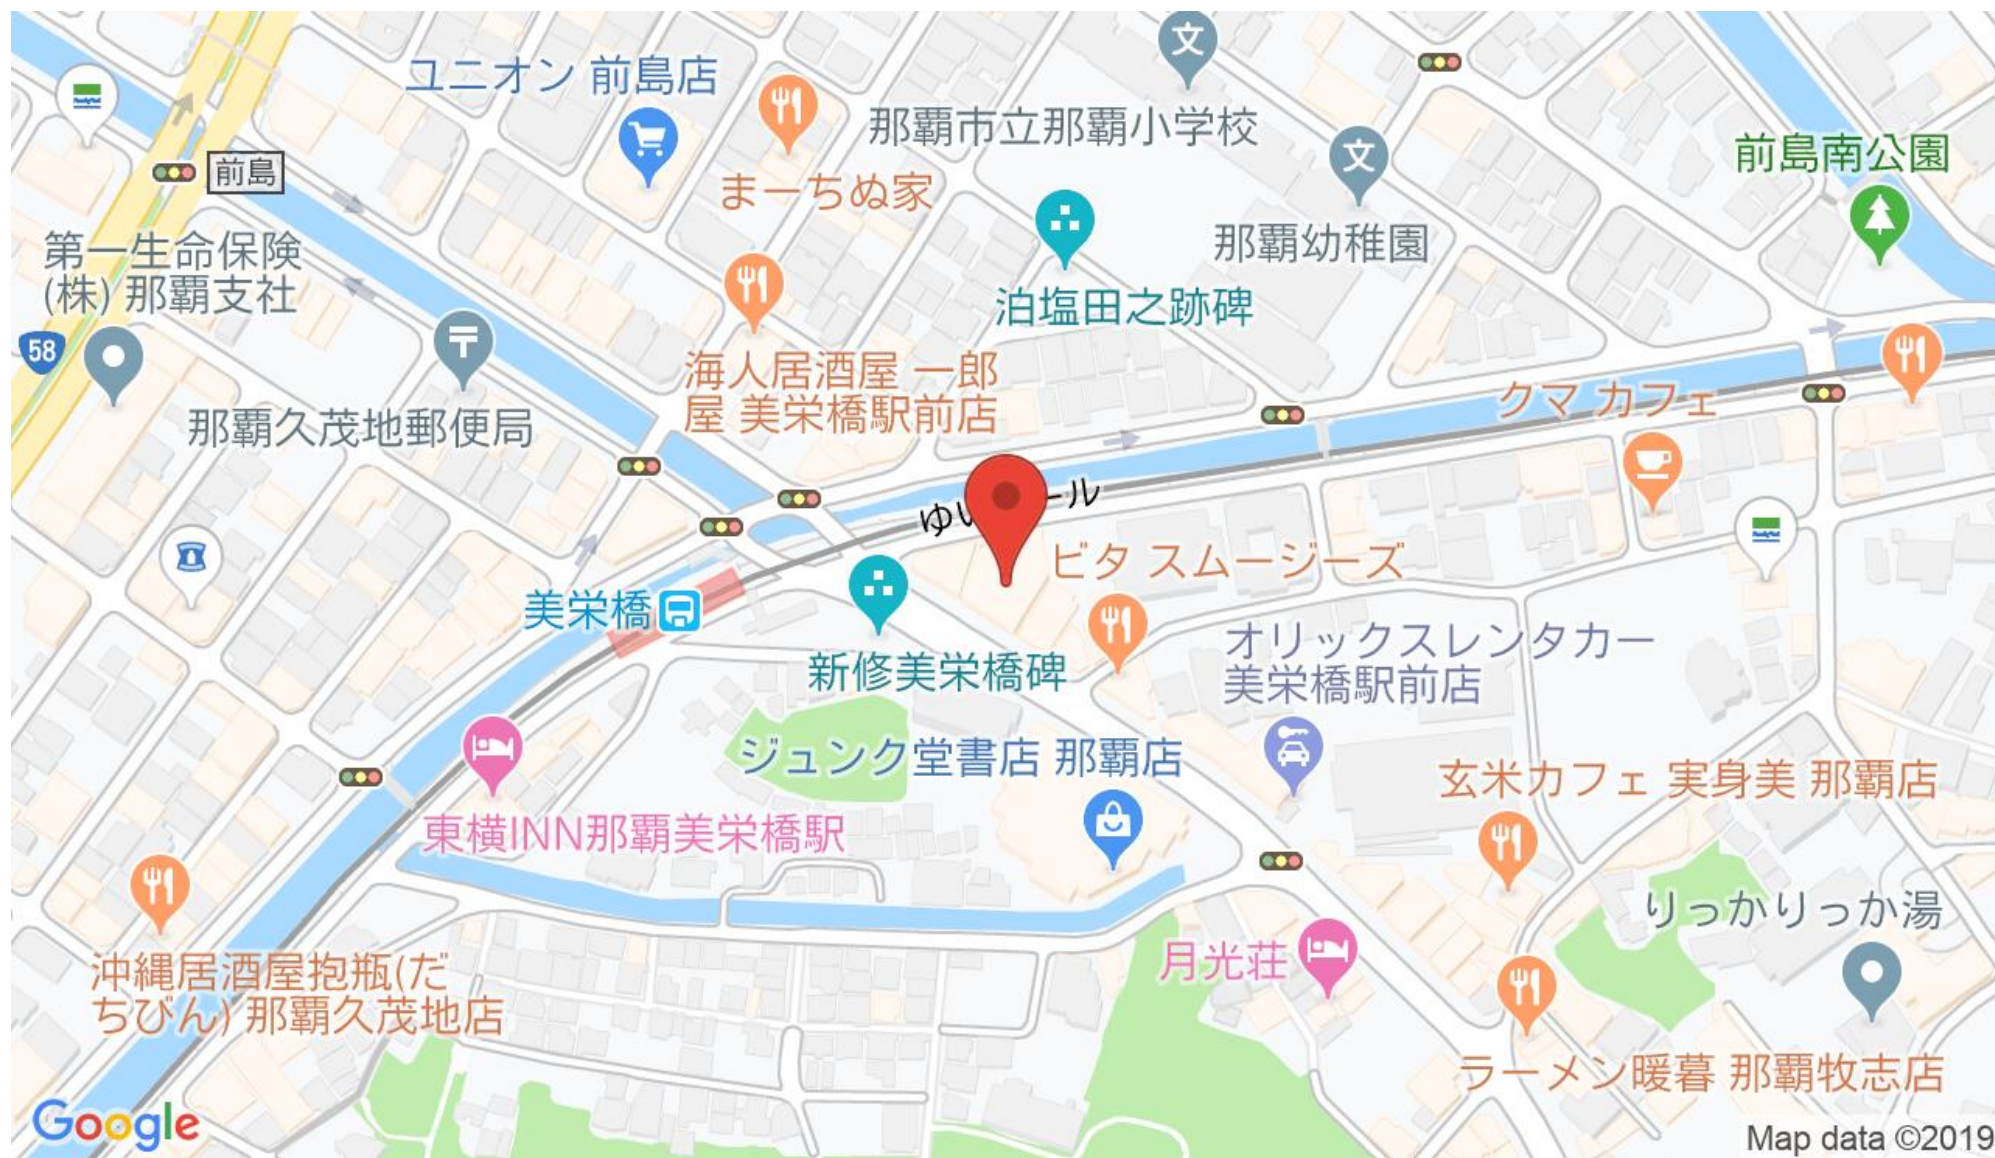 ユニオン 前島店
那覇市立那覇小学校
前島南公園
前島
まーちぬ家
第一生命保険
(株) 那覇支社
那覇幼稚園
泊塩田之跡碑
58
海人居酒屋 一郎
屋 美栄橋駅前店
クマ カフェ
那覇久茂地郵便局
ビタ スムージーズ
美栄橋
新修美栄橋碑
オリックスレンタカー
美栄橋駅前店
ジュンク堂書店 那覇店
玄米カフェ 実身美 那覇店
東横INN那覇美栄橋駅
りっかりっか湯
月光荘
沖縄居酒屋抱瓶(だ
ちびん) 那覇久茂地店
ラーメン暖暮 那覇牧志店
Google
Map data ©2019